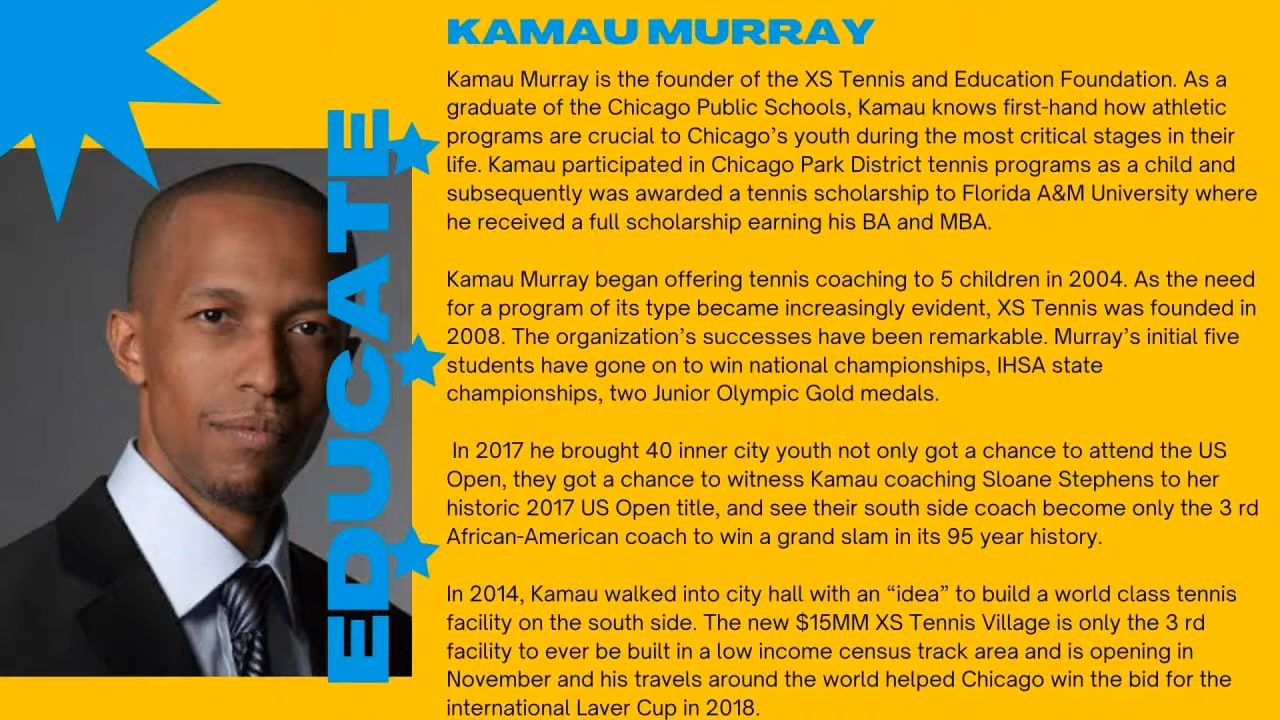 KAMAU MURRAY
EDUCATE
Kamau Murray is the founder of the XS Tennis and Education Foundation. As a
graduate of the Chicago Public Schools, Kamau knows first-hand how athletic
programs are crucial to Chicago’s youth during the most critical stages in their
life. Kamau participated in Chicago Park District tennis programs as a child and
subsequently was awarded a tennis scholarship to Florida A&M University where
he received a full scholarship earning his BA and MBA.
Kamau Murray began offering tennis coaching to 5 children in 2004. As the need
for a program of its type became increasingly evident, XS Tennis was founded in
2008. The organization’s successes have been remarkable. Murray’s initial five
students have gone on to win national championships, IHSA state
championships, two Junior Olympic Gold medals.
In 2017 he brought 40 inner city youth not only got a chance to attend the US
Open, they got a chance to witness Kamau coaching Sloane Stephens to her
historic 2017 US Open title, and see their south side coach become only the 3 rd
African-American coach to win a grand slam in its 95 year history.
In 2014, Kamau walked into city hall with an “idea” to build a world class tennis
facility on the south side. The new $15MM XS Tennis Village is only the 3 rd
facility to ever be built in a low income census track area and is opening in
November and his travels around the world helped Chicago win the bid for the
international Laver Cup in 2018.